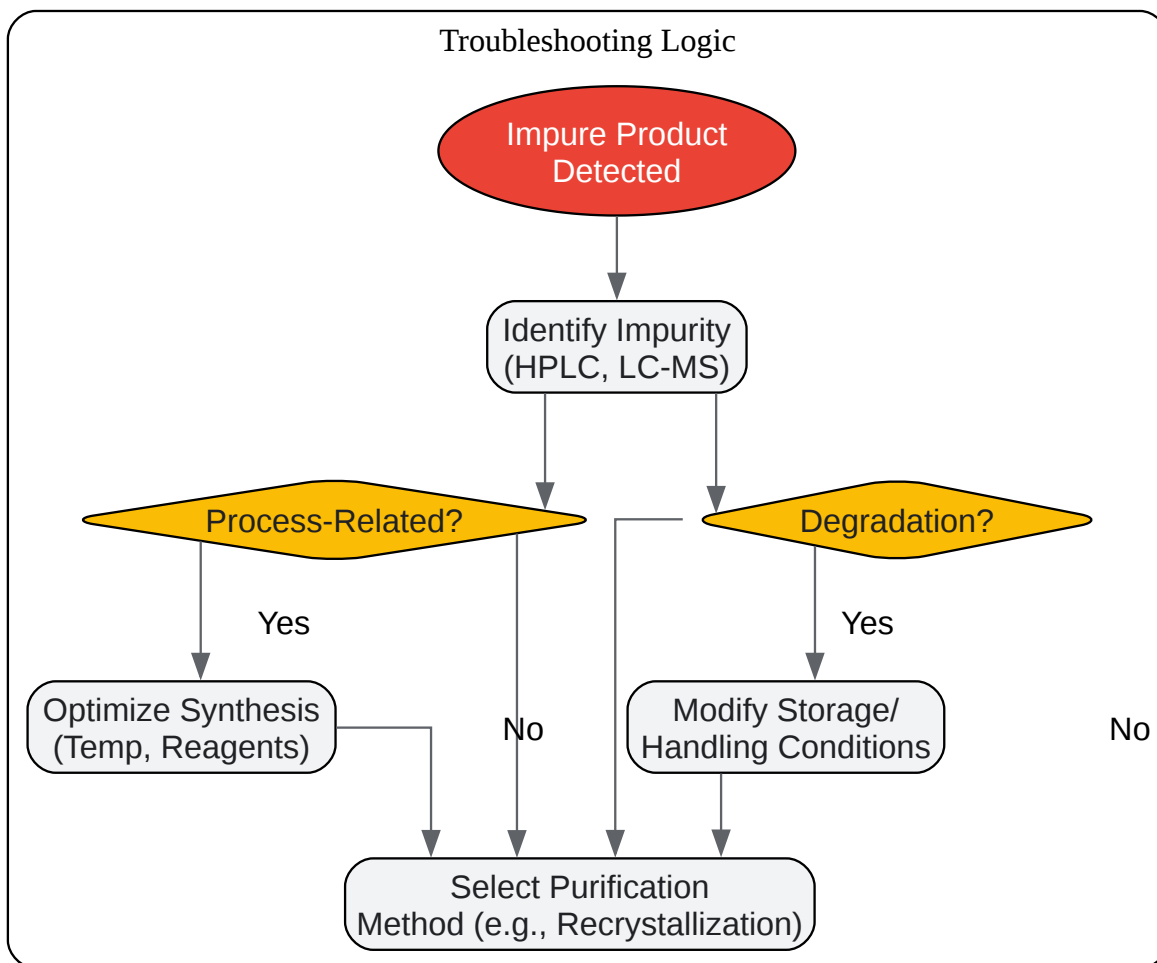 Troubleshooting Logic
Impure Product
Detected
Identify Impurity
(HPLC, LC-MS)
Process-Related?
Degradation?
Yes
Yes
Optimize Synthesis
(Temp, Reagents)
No
Modify Storage/
Handling Conditions
No
Select Purification
Method (e.g., Recrystallization)